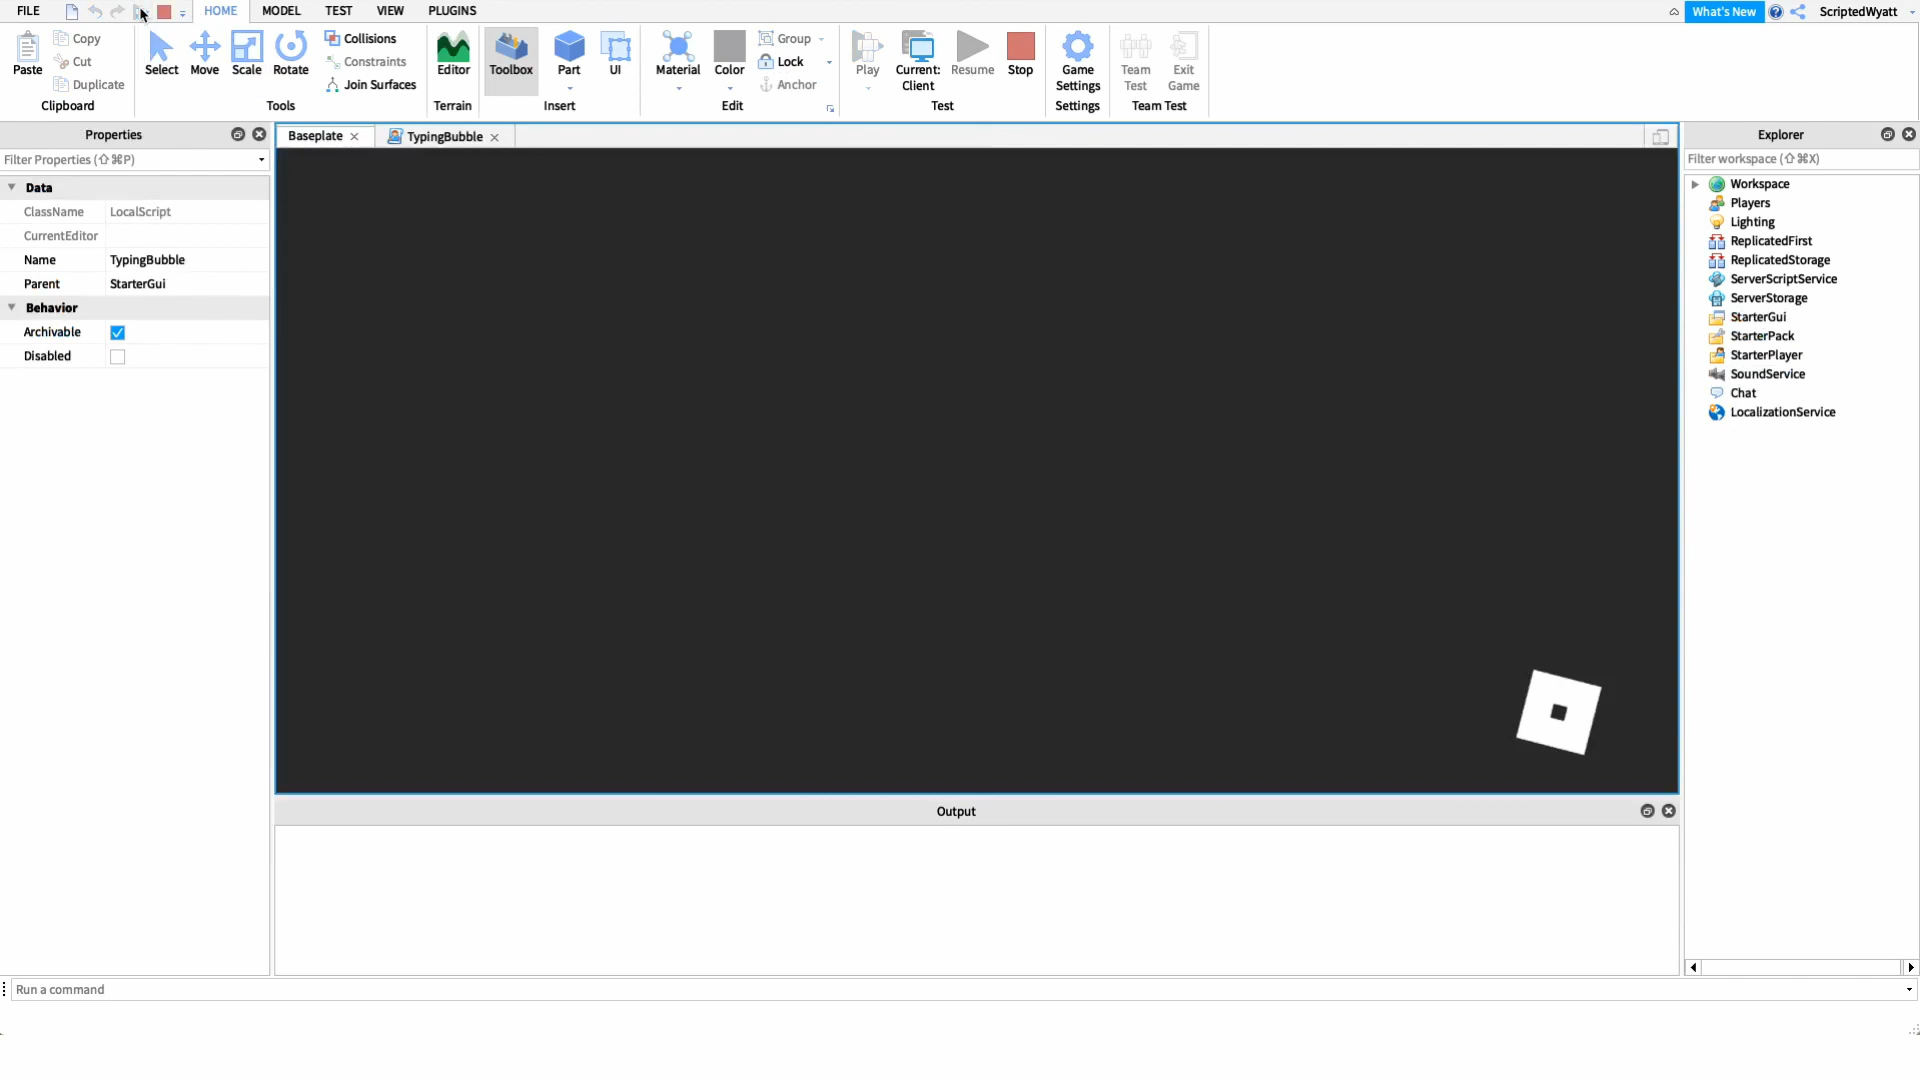 FILE
HOME
MODEL
TEST
VIEW
PLUGINS
What's New
ScriptedWyatt
Paste
Copy
Cut
Duplicate
Clipboard
Select
Move
Scale
Rotate
Collisions
Constraints
Join Surfaces
Tools
Editor
Terrain
Toolbox
Part
UI
Insert
Material
Color
Group
Lock
Anchor
Edit
Play
Current:
Client
Resume
Stop
Test
Game
Settings
Settings
Team
Test
Exit
Game
Team Test
Properties
Filter Properties (⇧⌘P)
Data
ClassName LocalScript
CurrentEditor
Name TypingBubble
Parent StarterGui
Behavior
Archivable
Disabled
Baseplate
TypingBubble
Output
Explorer
Filter workspace (⇧⌘X)
Workspace
Players
Lighting
ReplicatedFirst
ReplicatedStorage
ServerScriptService
ServerStorage
StarterGui
StarterPack
StarterPlayer
SoundService
Chat
LocalizationService
Run a command